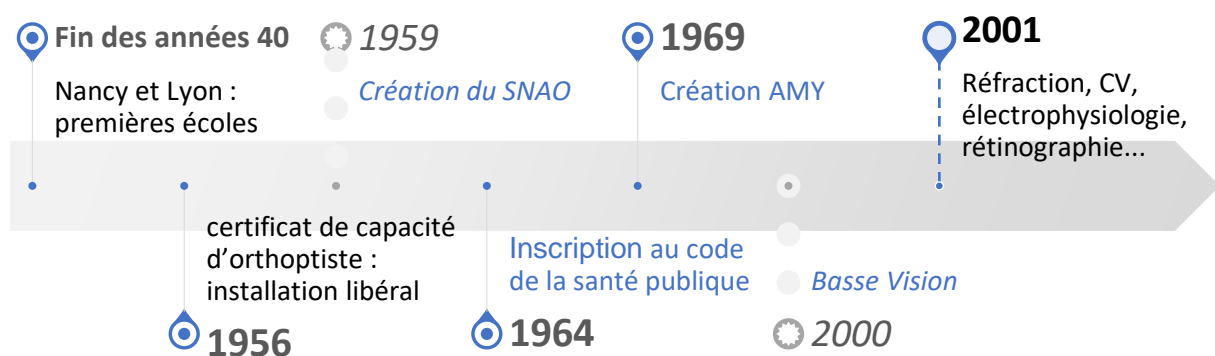 Fin des années 40
Nancy et Lyon :
premières écoles
certificat de capacité
d’orthoptiste :
installation libéral
1956
1959
Création du SNAO
Inscription au code
de la santé publique
1964
1969
Création AMY
Basse Vision
2000
2001
Réfraction, CV,
électrophysiologie,
rétinographie...